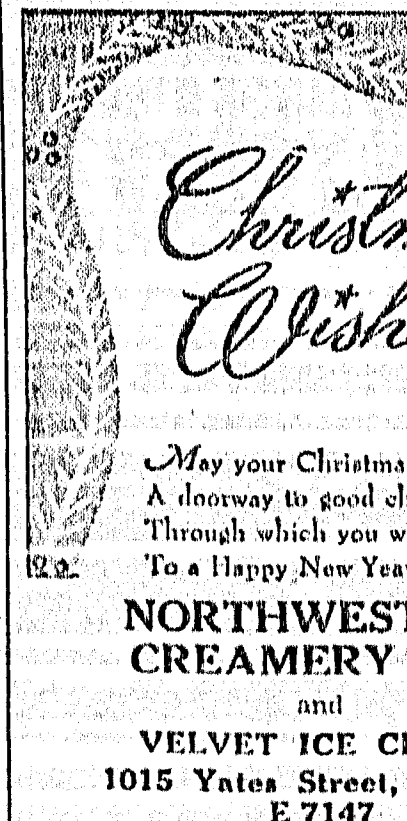 Christm
Wish
May your Christma
A doorway to good ch
Through which you w
To a Happy New Year
NORTHWEST
CREAMERY
and
VELVET ICE C
1015 Yates Street,
E 7147